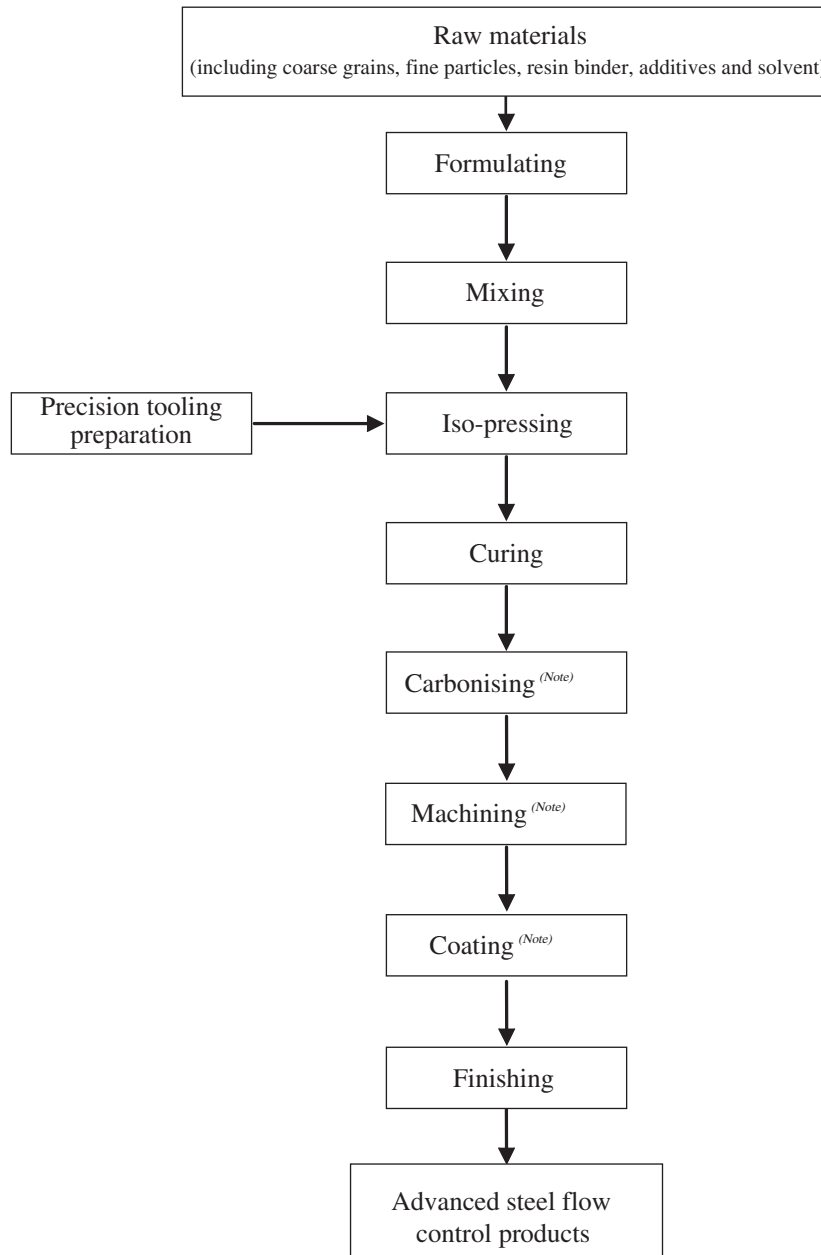 Raw materials
(including coarse grains, fine particles, resin binder, additives and solvent)
Formulating
Mixing
Precision tooling
preparation
Iso-pressing
Curing
Carbonising (Note)
Machining (Note)
Coating (Note)
Finishing
Advanced steel flow
control products